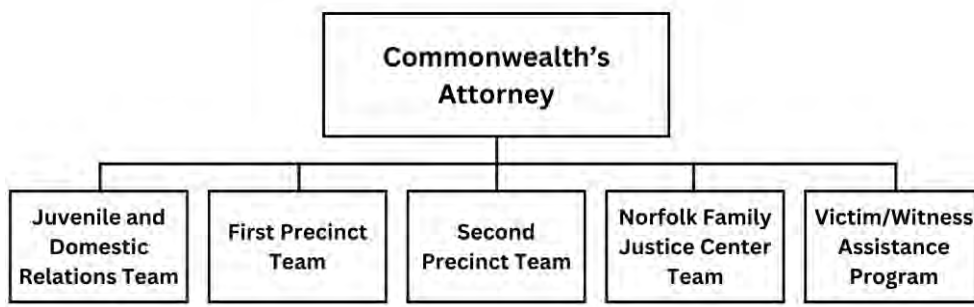 Commonwealth's
Attorney
Juvenile and
Domestic
Relations Team
First Precinct
Team
Second
Precinct Team
Norfolk Family
Justice Center
Team
Victim/Witness
Assistance
Program